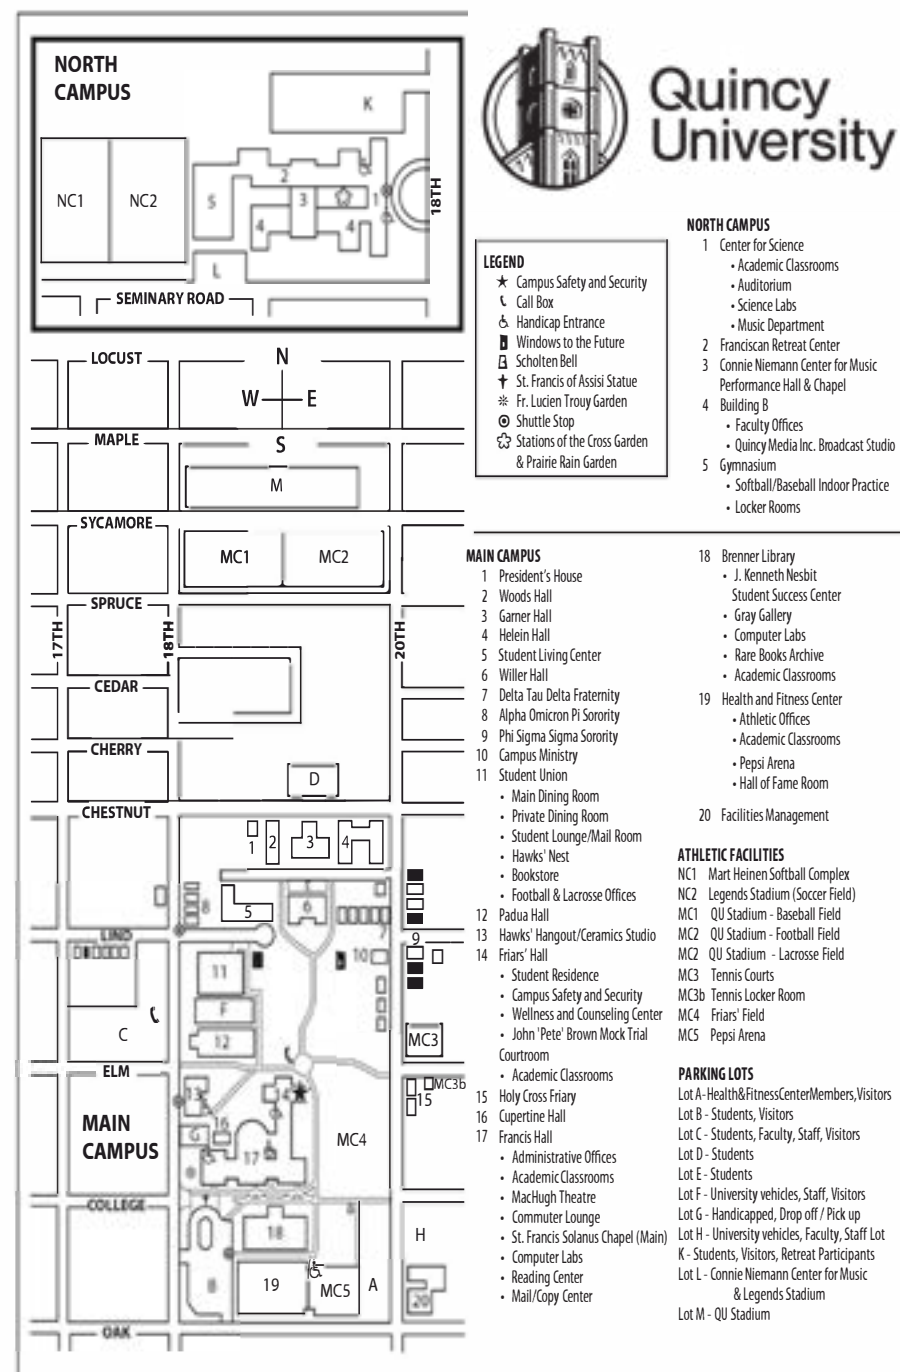 NORTH
CAMPUS
K
NC1
NC2
5
2
3
1
4
4
L
18TH
SEMINARY ROAD
LOCUST
N
W
E
S
MAPLE
M
SYCAMORE
MC1
MC2
SPRUCE
17TH
18TH
20TH
CEDAR
CHERRY
D
CHESTNUT
1
2
3
4
8
5
6
7
9
LIND
11
10
F
C
12
MC3
ELM
MC3b
15
13
14
MAIN
CAMPUS
16
G
17
MC4
COLLEGE
18
H
B
19
MC5
A
20
OAK
Quincy
University
LEGEND
Campus Safety and Security
Call Box
Handicap Entrance
Windows to the Future
Scholten Bell
St. Francis of Assisi Statue
Fr. Lucien Trouy Garden
Shuttle Stop
Stations of the Cross Garden
& Prairie Rain Garden
NORTH CAMPUS
1 Center for Science
• Academic Classrooms
• Auditorium
• Science Labs
• Music Department
2 Franciscan Retreat Center
3 Connie Niemann Center for Music
Performance Hall & Chapel
4 Building B
• Faculty Offices
• Quincy Media Inc. Broadcast Studio
5 Gymnasium
• Softball/Baseball Indoor Practice
• Locker Rooms
MAIN CAMPUS
1 President's House
2 Woods Hall
3 Garner Hall
4 Helein Hall
5 Student Living Center
6 Willer Hall
7 Delta Tau Delta Fraternity
8 Alpha Omicron Pi Sorority
9 Phi Sigma Sigma Sorority
10 Campus Ministry
11 Student Union
• Main Dining Room
• Private Dining Room
• Student Lounge/Mail Room
• Hawks' Nest
• Bookstore
• Football & Lacrosse Offices
12 Padua Hall
13 Hawks' Hangout/Ceramics Studio
14 Friars' Hall
• Student Residence
• Campus Safety and Security
• Wellness and Counseling Center
• John 'Pete' Brown Mock Trial
Courtroom
• Academic Classrooms
15 Holy Cross Friary
16 Cupertine Hall
17 Francis Hall
• Administrative Offices
• Academic Classrooms
• MacHugh Theatre
• Commuter Lounge
• St. Francis Solanus Chapel (Main)
• Computer Labs
• Reading Center
• Mail/Copy Center
18 Brenner Library
• J. Kenneth Nesbit
Student Success Center
• Gray Gallery
• Computer Labs
• Rare Books Archive
• Academic Classrooms
19 Health and Fitness Center
• Athletic Offices
• Academic Classrooms
• Pepsi Arena
• Hall of Fame Room
20 Facilities Management
ATHLETIC FACILITIES
NC1 Mart Heinen Softball Complex
NC2 Legends Stadium (Soccer Field)
MC1 QU Stadium - Baseball Field
MC2 QU Stadium - Football Field
MC2 QU Stadium - Lacrosse Field
MC3 Tennis Courts
MC3b Tennis Locker Room
MC4 Friars' Field
MC5 Pepsi Arena
PARKING LOTS
Lot A-Health&FitnessCenterMembers,Visitors
Lot B - Students, Visitors
Lot C - Students, Faculty, Staff, Visitors
Lot D - Students
Lot E - Students
Lot F - University vehicles, Staff, Visitors
Lot G - Handicapped, Drop off / Pick up
Lot H - University vehicles, Faculty, Staff Lot
K - Students, Visitors, Retreat Participants
Lot L - Connie Niemann Center for Music
& Legends Stadium
Lot M - QU Stadium